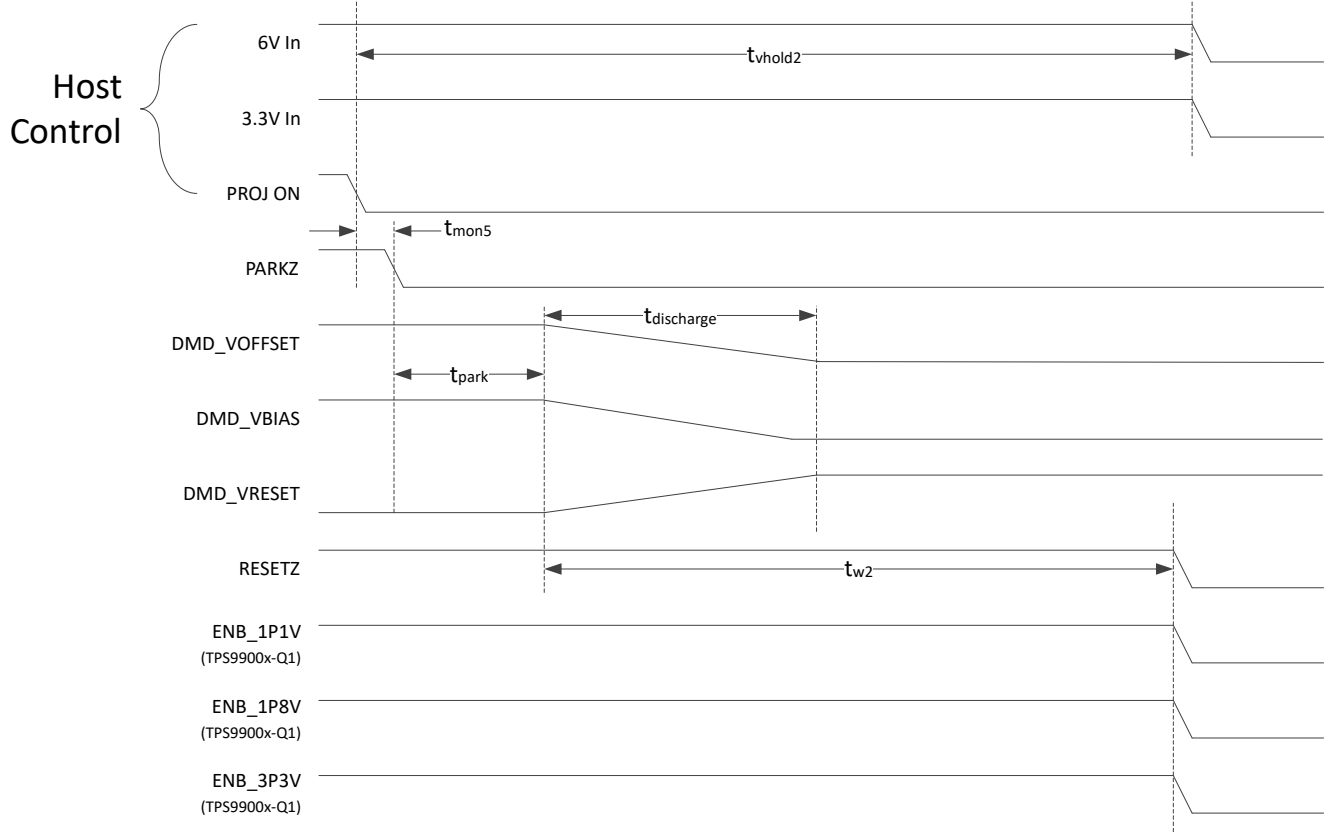 6V In
tvhold2
Host
Control
3.3V In
PROJ ON
tmon5
PARKZ
tdischarge
DMD_VOFFSET
tpark
DMD_VBIAS
DMD_VRESET
RESETZ
tw2
ENB_1P1V
(TPS9900x-Q1)
ENB_1P8V
(TPS9900x-Q1)
ENB_3P3V
(TPS9900x-Q1)